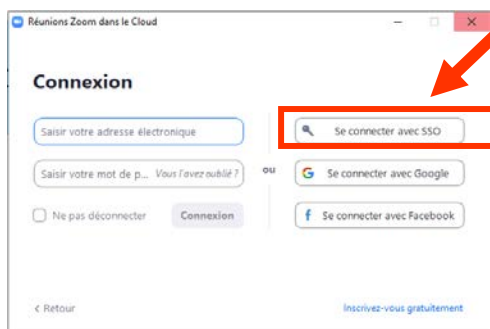 Réunions Zoom dans le Cloud
Connexion
Saisir votre adresse électronique
Saisir votre mot de p... Vous l'avez oublié ?
Ne pas déconnecter Connexion
ou
Se connecter avec SSO
Se connecter avec Google
Se connecter avec Facebook
< Retour
Inscrivez-vous gratuitement